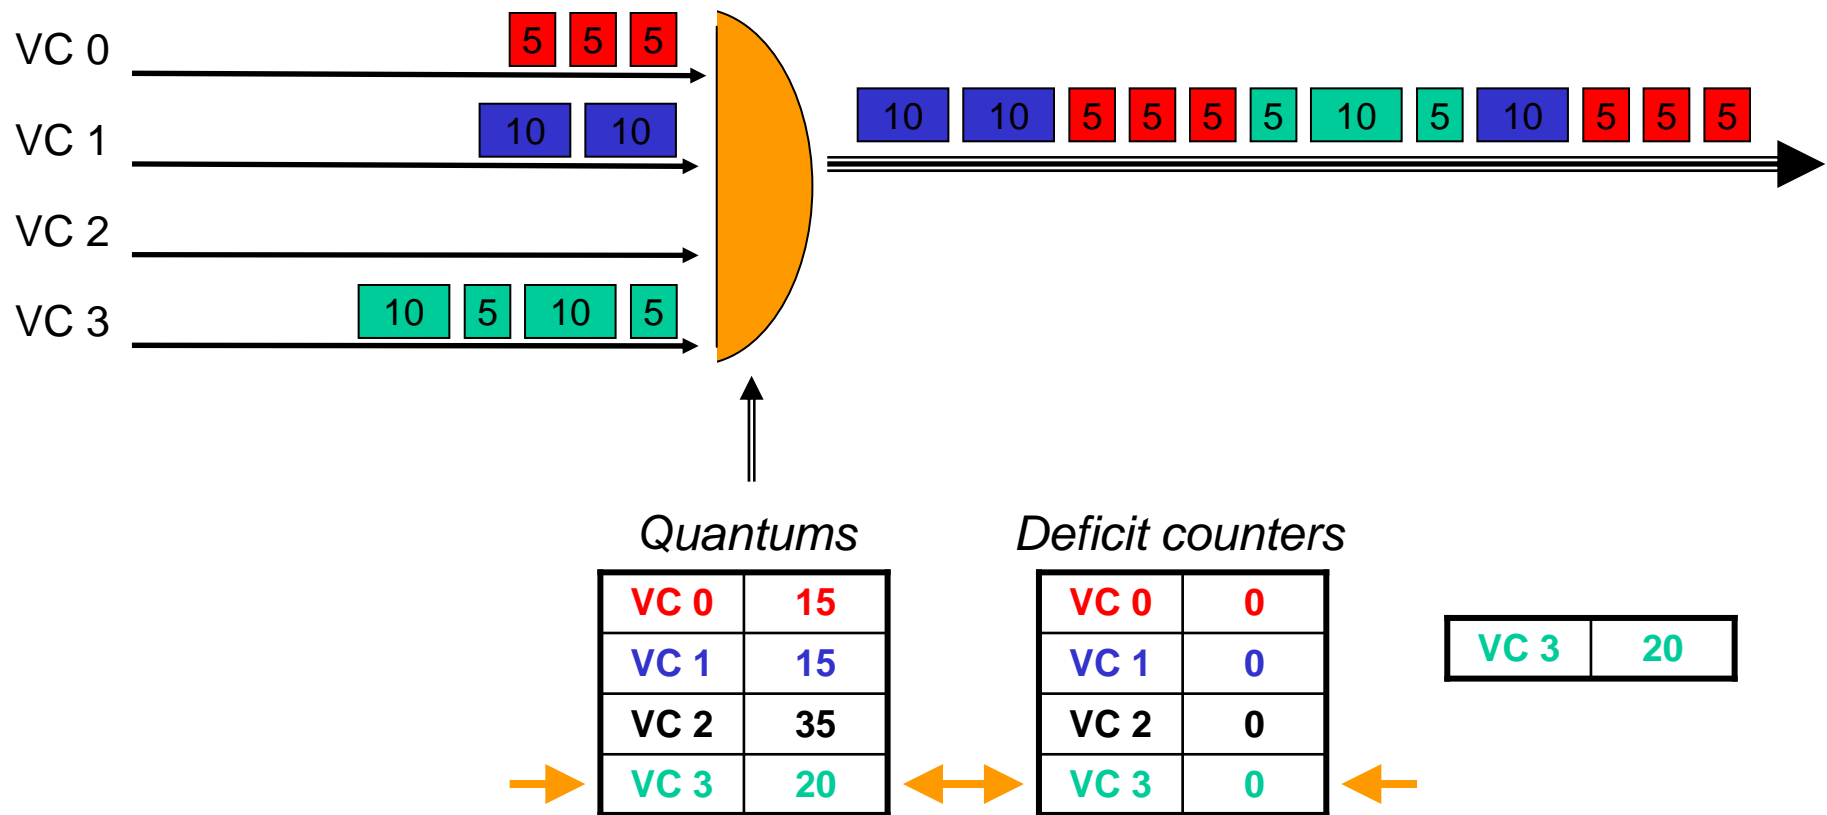 VC 0
5 5 5
VC 1
10 10
VC 2
VC 3
10 5 10 5
10 10 5 5 5 5 10 5 10 5 5 5
Quantums
VC 0 15
VC 1 15
VC 2 35
VC 3 20
Deficit counters
VC 0 0
VC 1 0
VC 2 0
VC 3 0
VC 3 20